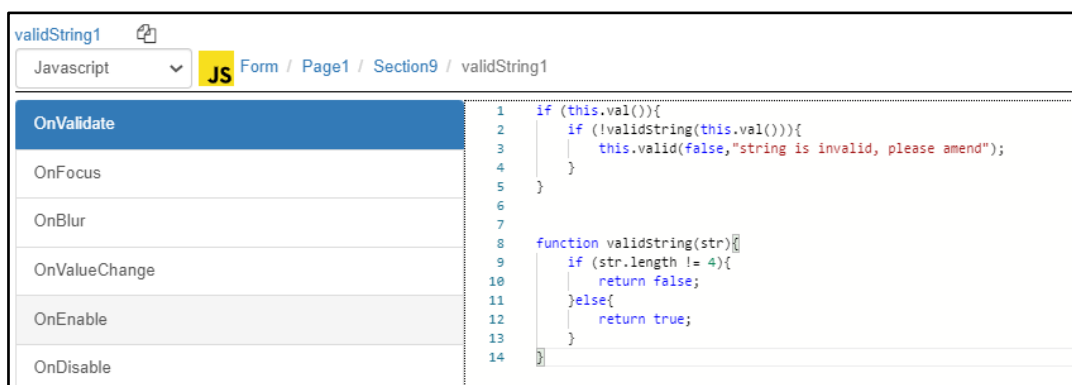 validString1
Javascript
JS Form / Page1 / Section9 / validString1
OnValidate
OnFocus
OnBlur
OnValueChange
OnEnable
OnDisable
1 if (this.val()){
2 if (!validString(this.val())){
3 this.valid(false,"string is invalid, please amend");
4 }
5 }
6
7
8 function validString(str){
9 if (str.length != 4){
10 return false;
11 }else{
12 return true;
13 }
14 }